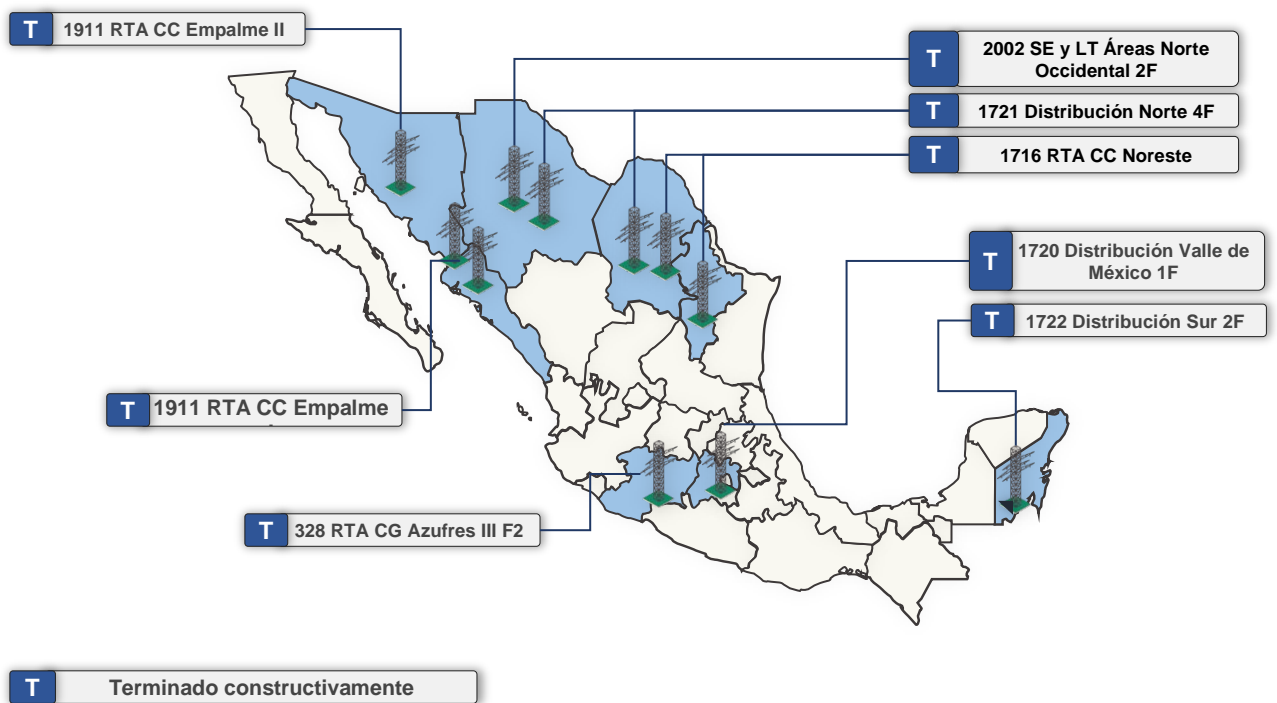 T 1911 RTA CC Empalme II
T 2002 SE y LT Áreas Norte
Occidental 2F
T 1721 Distribución Norte 4F
T 1716 RTA CC Noreste
T 1720 Distribución Valle de
México 1F
T 1722 Distribución Sur 2F
T 1911 RTA CC Empalme
T 328 RTA CG Azufres III F2
T Terminado constructivamente